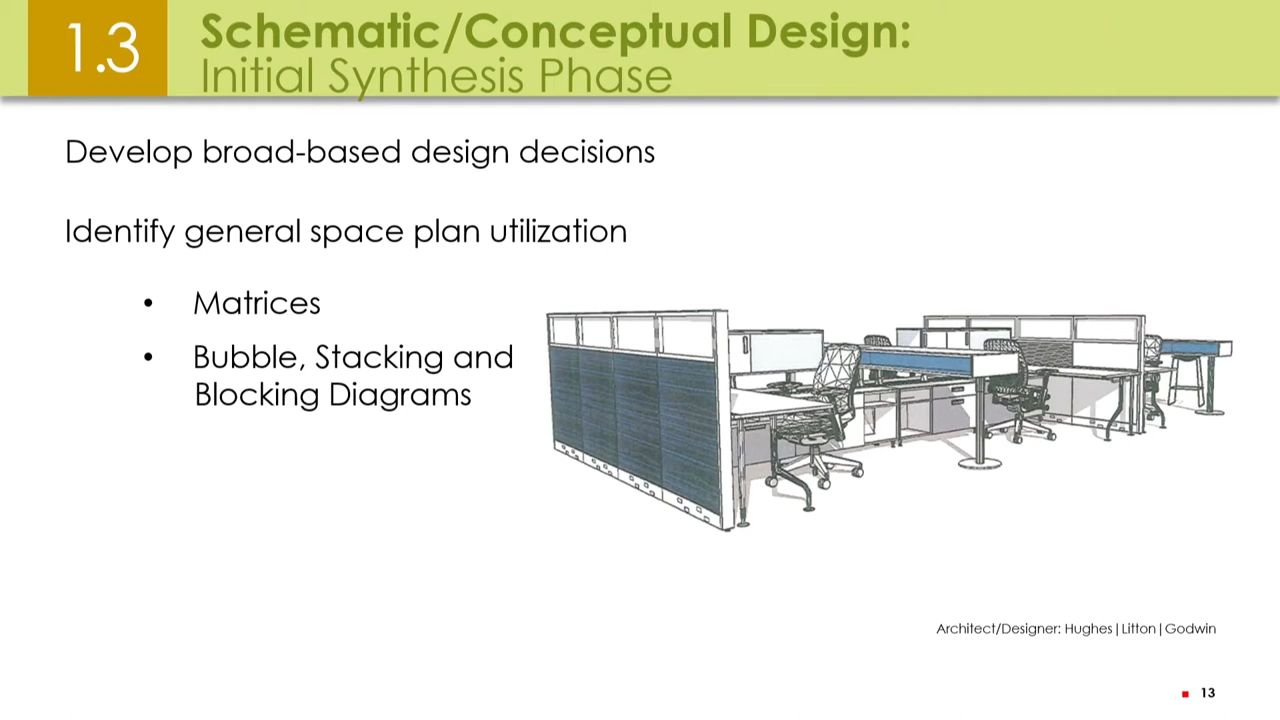 1.3
Schematic/Conceptual Design:
Initial Synthesis Phase
Develop broad-based design decisions
Identify general space plan utilization
• Matrices
• Bubble, Stacking and
Blocking Diagrams
Architect/Designer: Hughes|Litton|Godwin
13